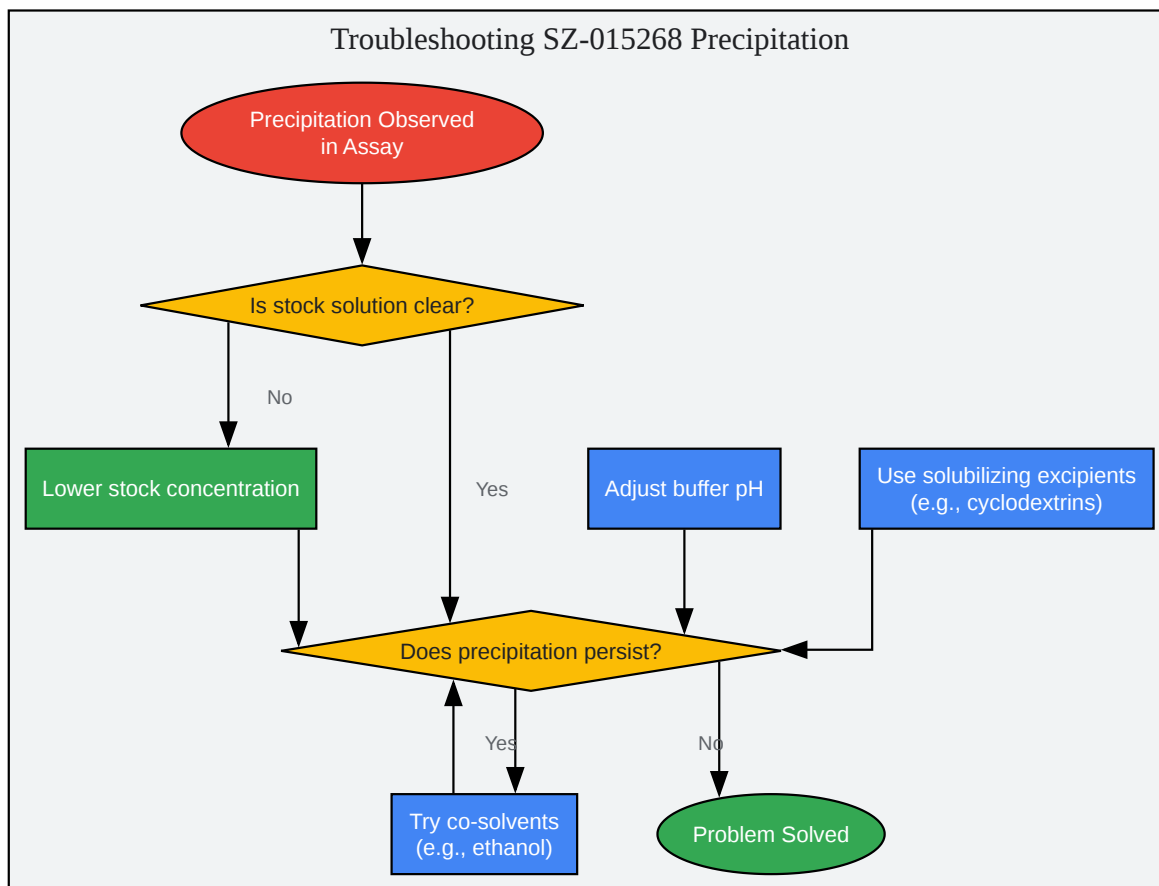 Troubleshooting SZ-015268 Precipitation
Precipitation Observed
in Assay
Is stock solution clear?
No
Lower stock concentration
Yes
Adjust buffer pH
Use solubilizing excipients
(e.g., cyclodextrins)
Does precipitation persist?
Yes
No
Try co-solvents
(e.g., ethanol)
Problem Solved